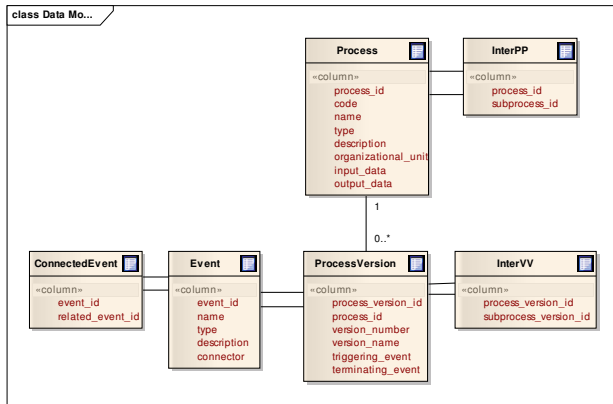 class Data Mo...
Process
«column»
process_id
code
name
type
description
organizational_unit
input_data
output_data
InterPP
«column»
process_id
subprocess_id
1
0..*
ConnectedEvent
«column»
event_id
related_event_id
Event
«column»
event_id
name
type
description
connector
ProcessVersion
«column»
process_version_id
process_id
version_number
version_name
triggering_event
terminating_event
InterVV
«column»
process_version_id
subprocess_version_id